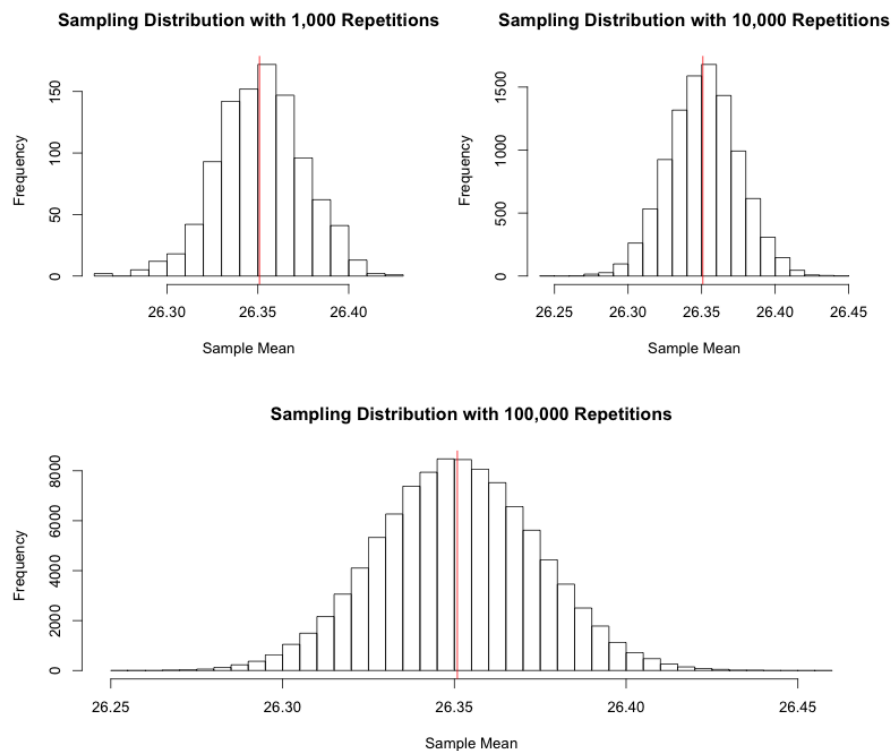 Sampling Distribution with 1,000 Repetitions
Frequency
150
100
50
0
26.30 26.35 26.40
Sample Mean
Sampling Distribution with 10,000 Repetitions
Frequency
1500
1000
500
0
26.25 26.30 26.35 26.40 26.45
Sample Mean
Sampling Distribution with 100,000 Repetitions
Frequency
8000
6000
4000
2000
0
26.25 26.30 26.35 26.40 26.45
Sample Mean